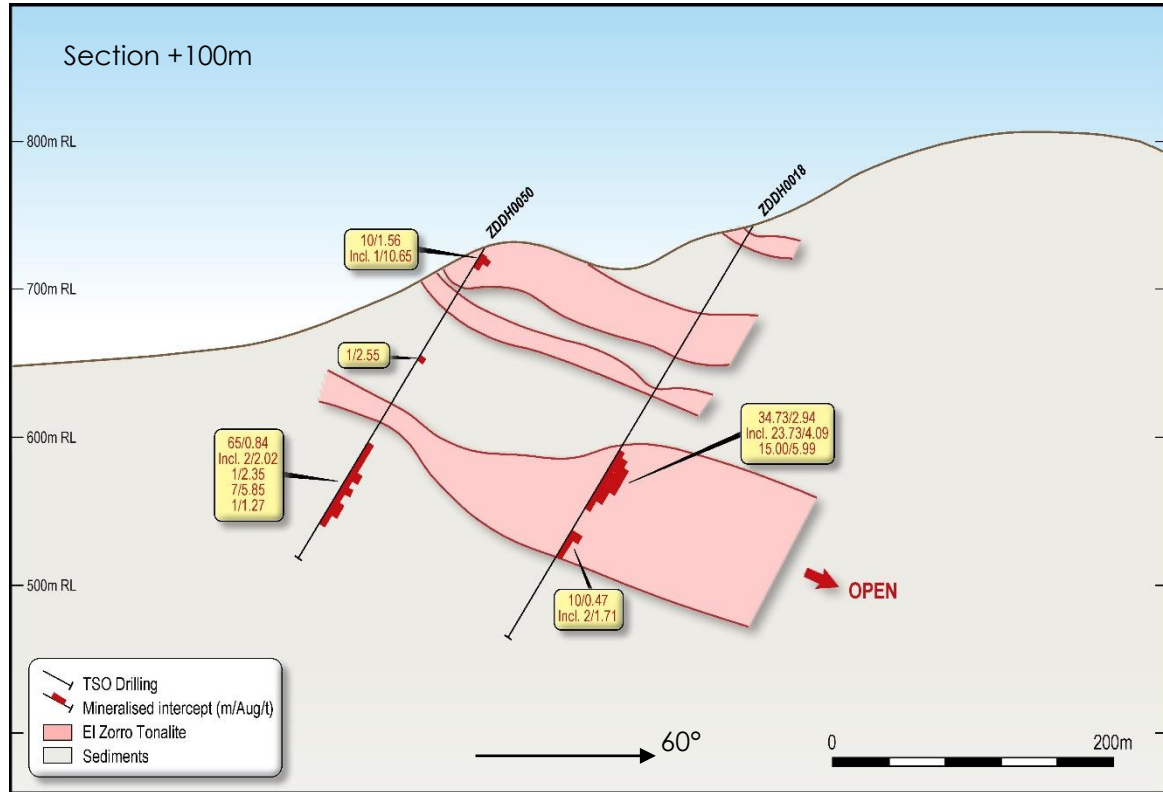 Section +100m
800m RL
700m RL
600m RL
500m RL
ZDDH0050
ZDDH0018
10/1.56
Incl. 1/10.65
1/2.55
65/0.84
Incl. 2/2.02
1/2.35
7/5.85
1/1.27
34.73/2.94
Incl. 23.73/4.09
15.00/5.99
10/0.47
Incl. 2/1.71
OPEN
TSO Drilling
Mineralised intercept (m/Aug/t)
El Zorro Tonalite
Sediments
60°
0
200m